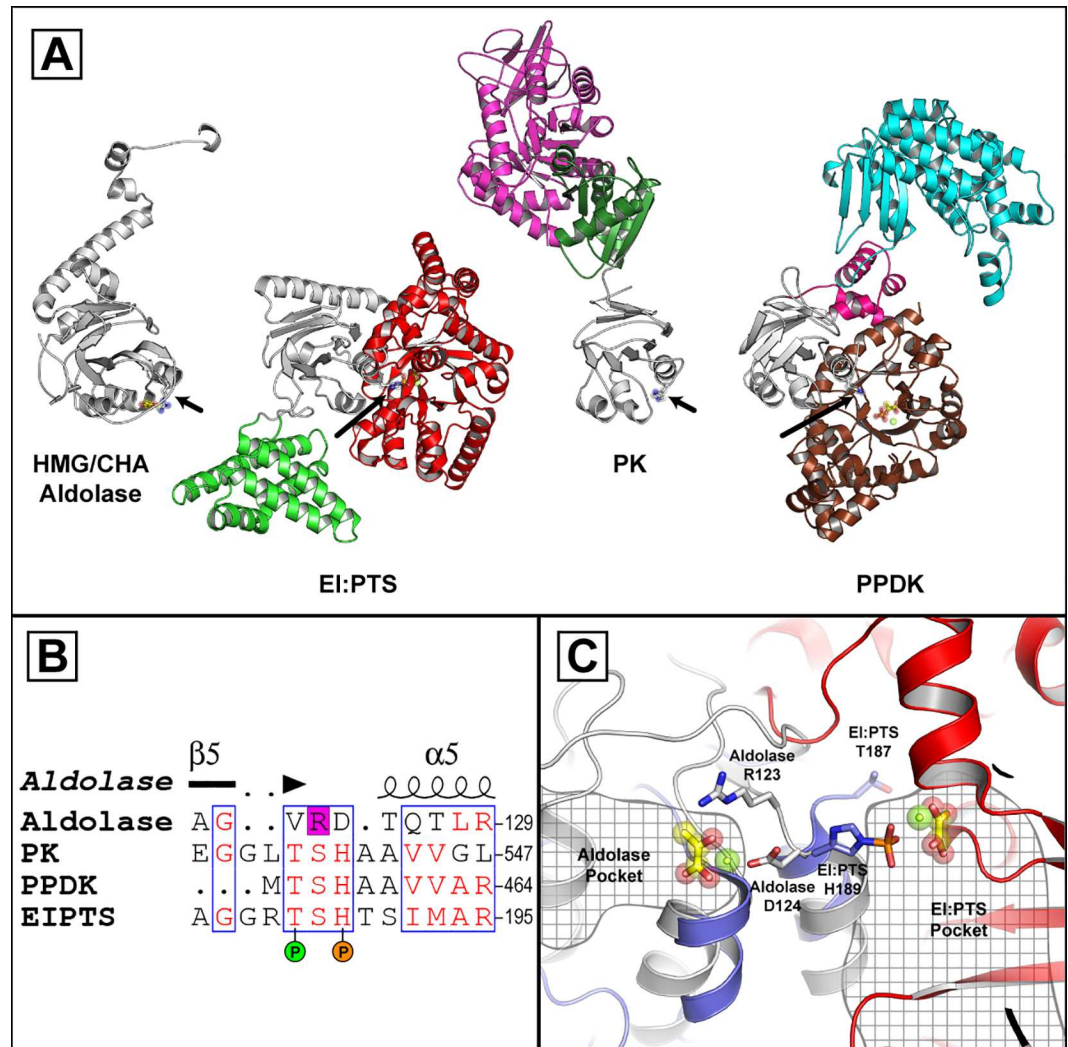 A
HMG/CHA
Aldolase
EI:PTS
PK
PPDK
B
β5 α5
Aldolase . .
Aldolase A G . . V R D . T Q T L R -129
PK E G G L T S H A A V V G L -547
PPDK . . . M T S H A A V V A R -464
EIPTS A G G R T S H T S I M A R -195
P P
C
EI:PTS
T187
Aldolase
R123
Aldolase
Pocket
EI:PTS
H189
Aldolase
D124
EI:PTS
Pocket